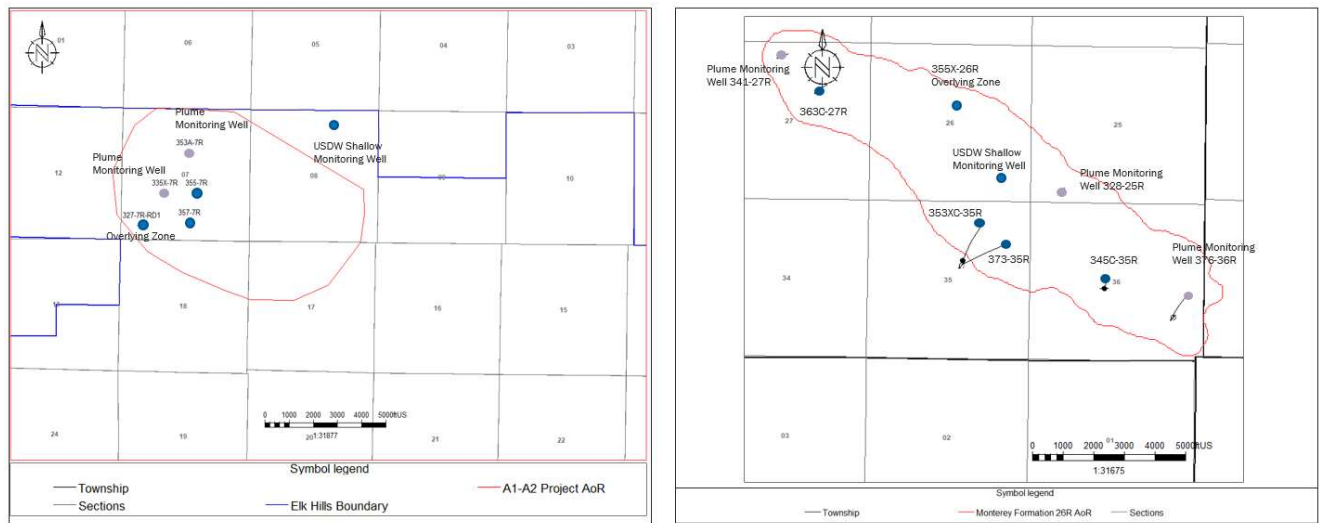 01
06
05
04
03
N
Plume
Monitoring Well
353A-7R
USDW Shallow
Monitoring Well
Plume
Monitoring Well
12
07
08
09
10
335X-7R
355-7R
327-7R-RD1
357-7R
Overlying Zone
13
18
17
16
15
0 1000 2000 3000 4000 5000ftUS
1:31877
24
19
20
21
22
Symbol legend
Township
A1-A2 Project AoR
Sections
Elk Hills Boundary
Plume Monitoring
Well 341-27R
N
363C-27R
355X-26R
Overlying Zone
27
26
25
USDW Shallow
Monitoring Well
Plume Monitoring
Well 328-25R
353XC-35R
373-35R
345C-35R
Plume Monitoring
Well 376-36R
34
35
36
03
02
01
0 1000 2000 3000 4000 5000ftUS
1:31675
Symbol legend
Township
Monterey Formation 26R AoR
Sections